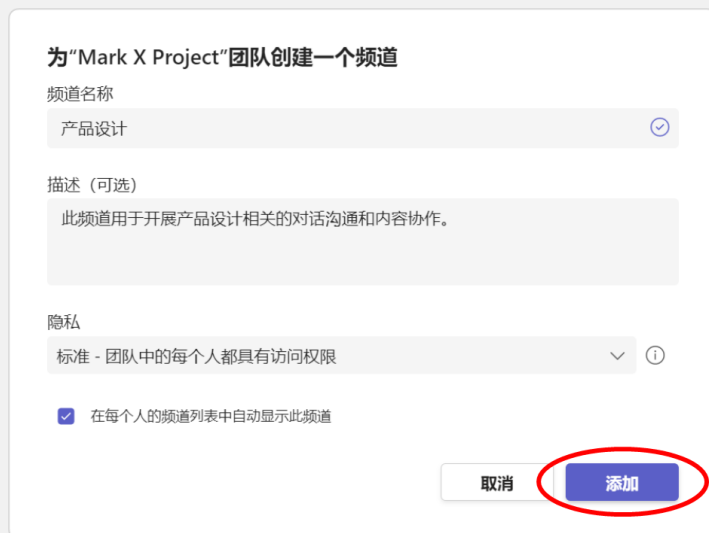 为“Mark X Project”团队创建一个频道
频道名称
产品设计
描述（可选）
此频道用于开展产品设计相关的对话沟通和内容协作。
隐私
标准 - 团队中的每个人都具有访问权限
在每个人的频道列表中自动显示此频道
取消 添加